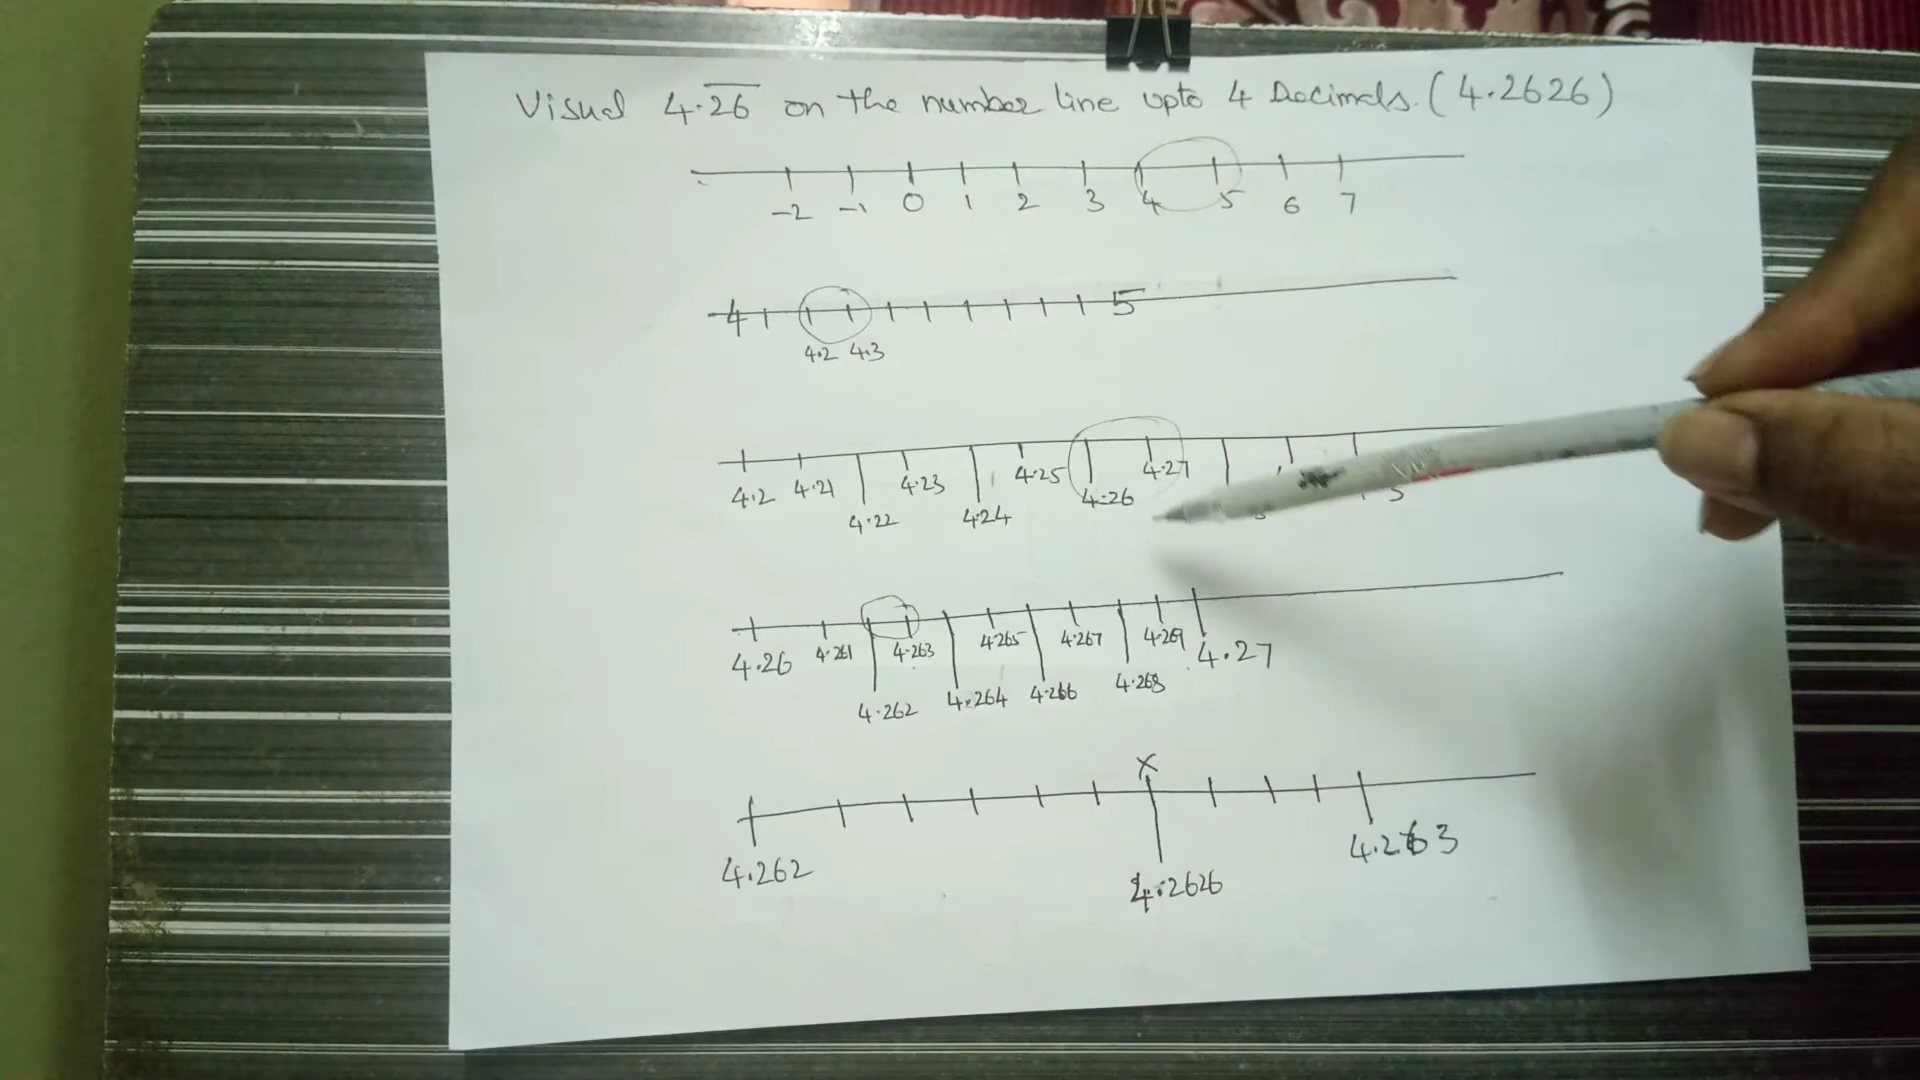 Visual 4.2̅6̅ on the number line upto 4 Decimals. (4.2626)
-2 -1 0 1 2 3 4 5 6 7
4 5
4.2 4.3
4.2 4.21 4.23 4.25 4.27
4.22 4.24 4.26
4.26 4.261 4.263 4.265 4.267 4.269 4.27
4.262 4.264 4.266 4.268
X
4.262 4.2626 4.263